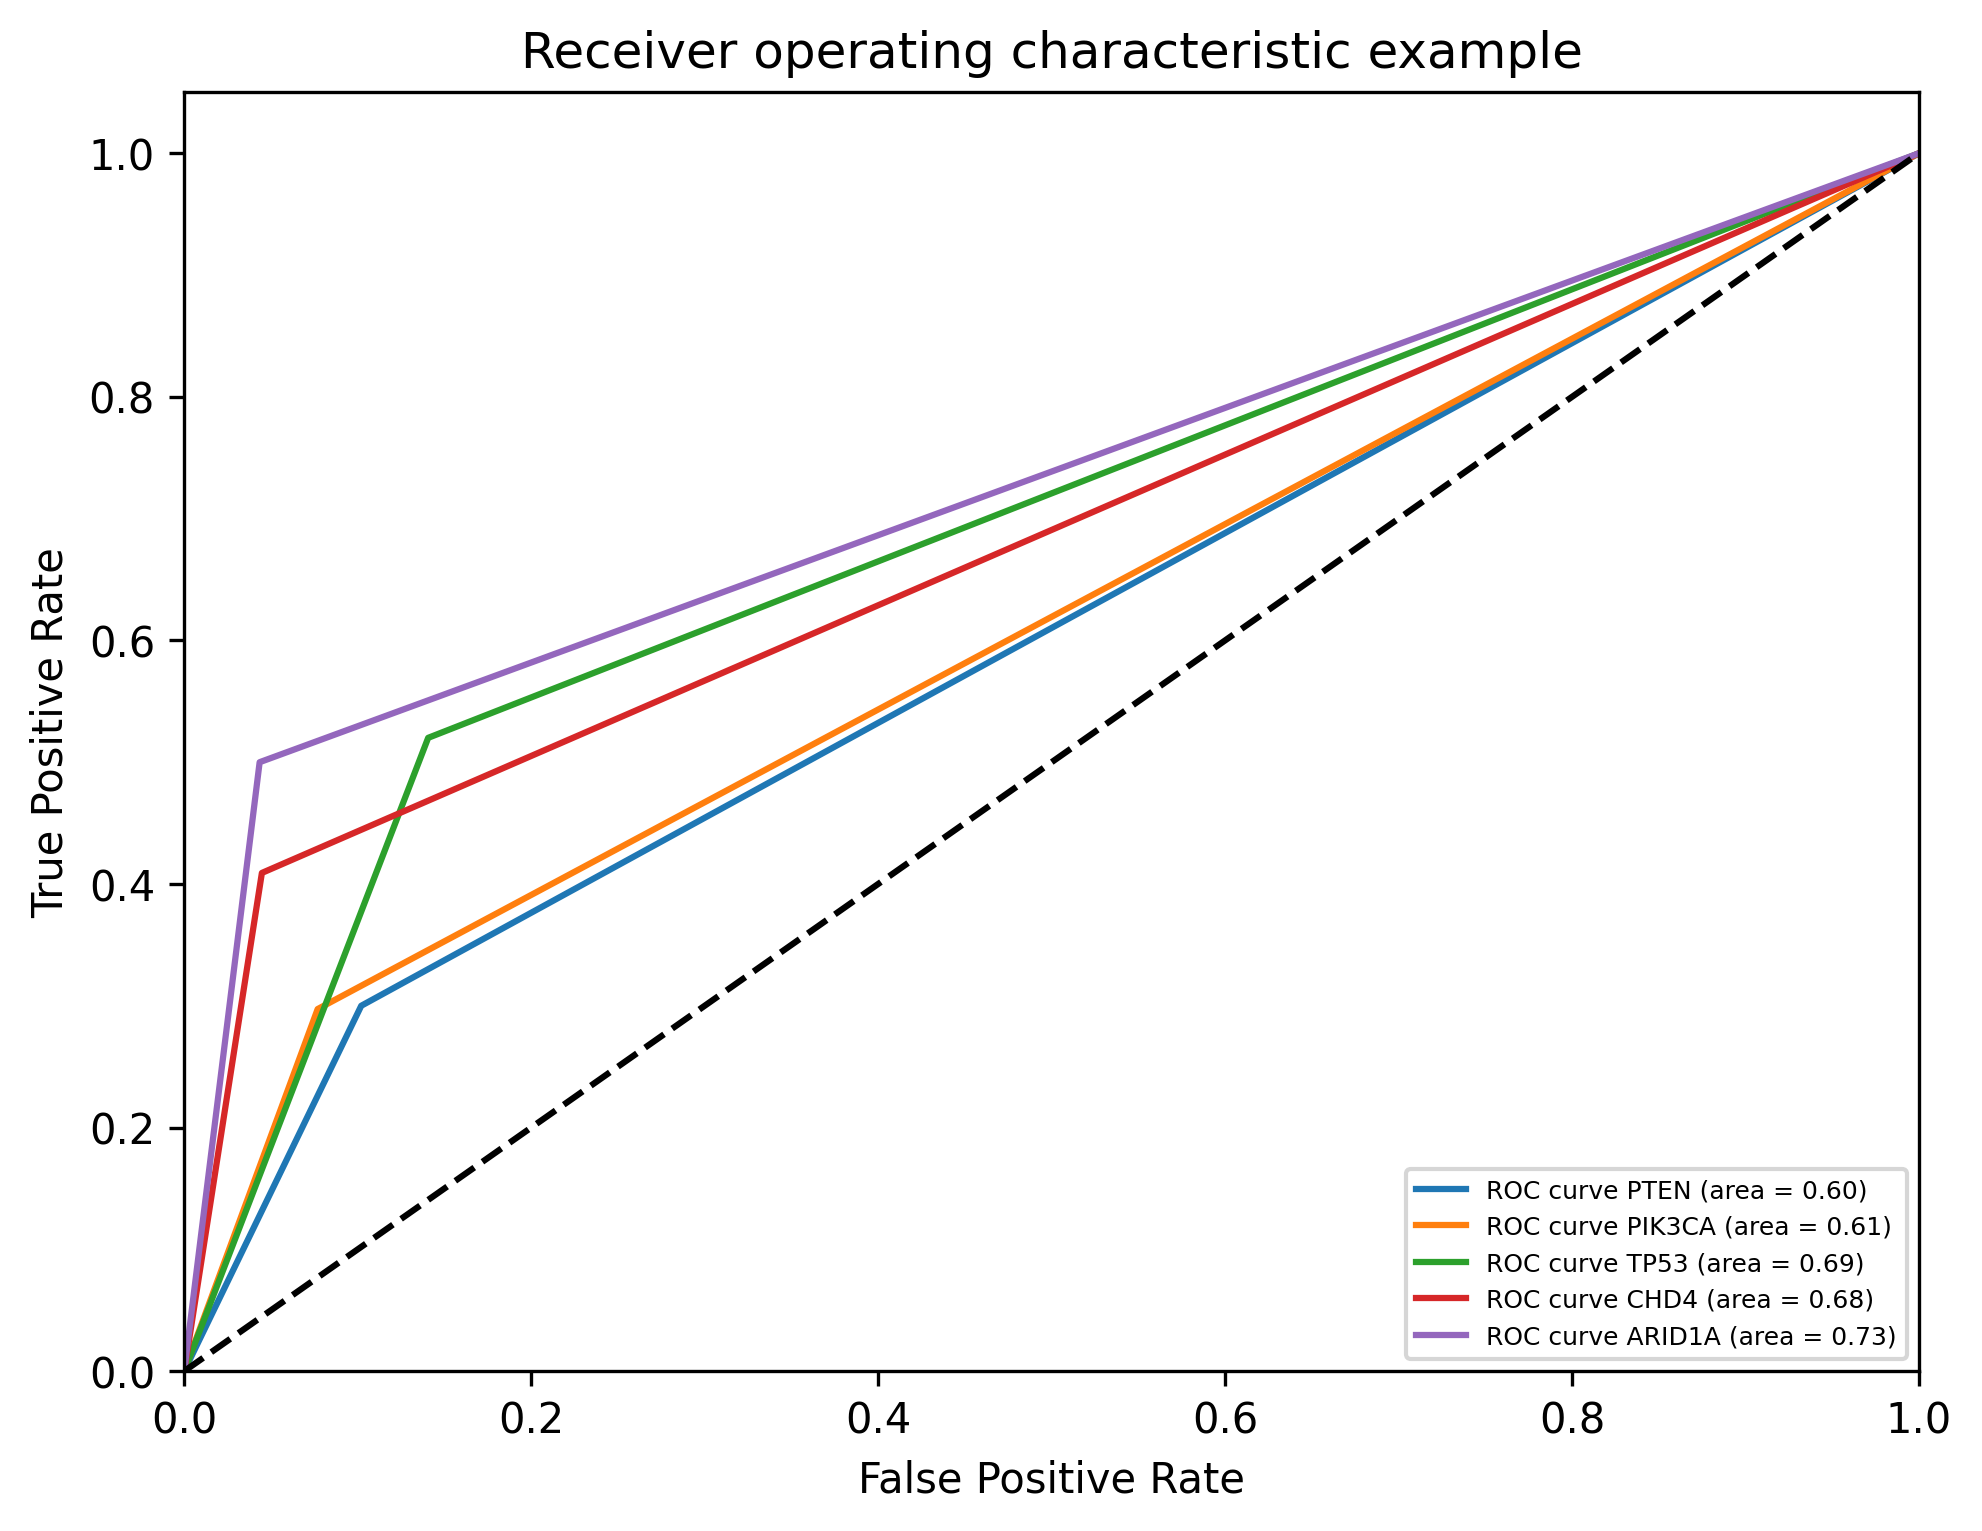 Receiver operating characteristic example
1.0
0.8
0.6
0.4
0.2
0.0
True Positive Rate
0.0 0.2 0.4 0.6 0.8 1.0
False Positive Rate
ROC curve PTEN (area = 0.60)
ROC curve PIK3CA (area = 0.61)
ROC curve TP53 (area = 0.69)
ROC curve CHD4 (area = 0.68)
ROC curve ARID1A (area = 0.73)